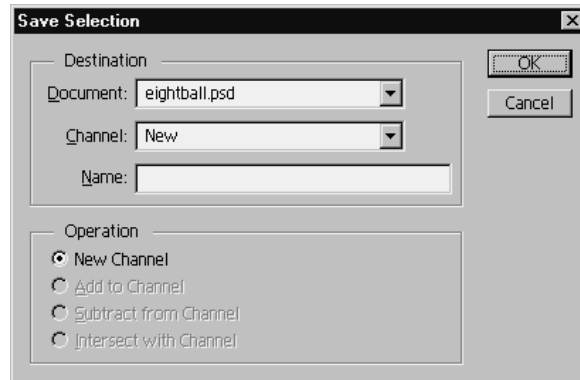 Save Selection
Destination
Document: eightball.psd
Channel: New
Name:
OK
Cancel
Operation
New Channel
Add to Channel
Subtract from Channel
Intersect with Channel